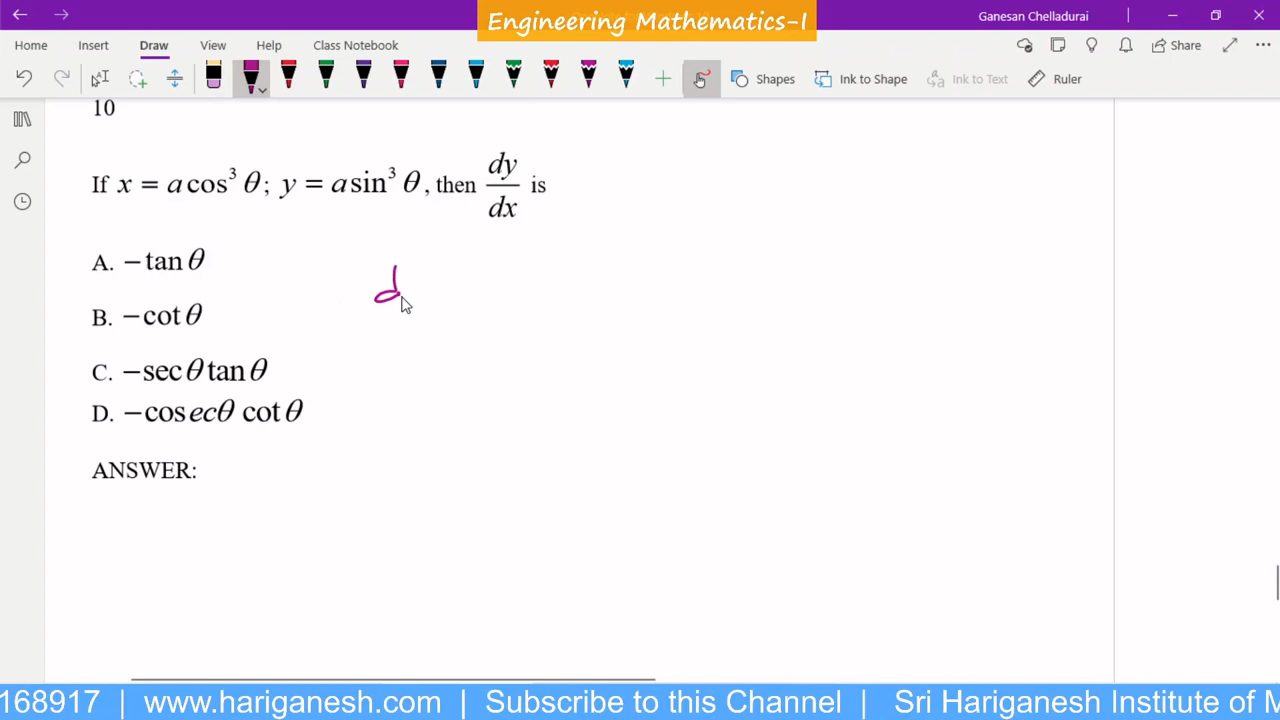 Engineering Mathematics-I
Ganesan Chelladurai
Home Insert Draw View Help Class Notebook
Share
Shapes
Ink to Shape
Ink to Text
Ruler
10
If x = a cos³ θ; y = a sin³ θ, then dy/dx is
A. −tan θ
B. −cot θ
C. −sec θ tan θ
D. −cosecθ cot θ
d
ANSWER:
168917 | www.hariganesh.com | Subscribe to this Channel | Sri Hariganesh Institute of M